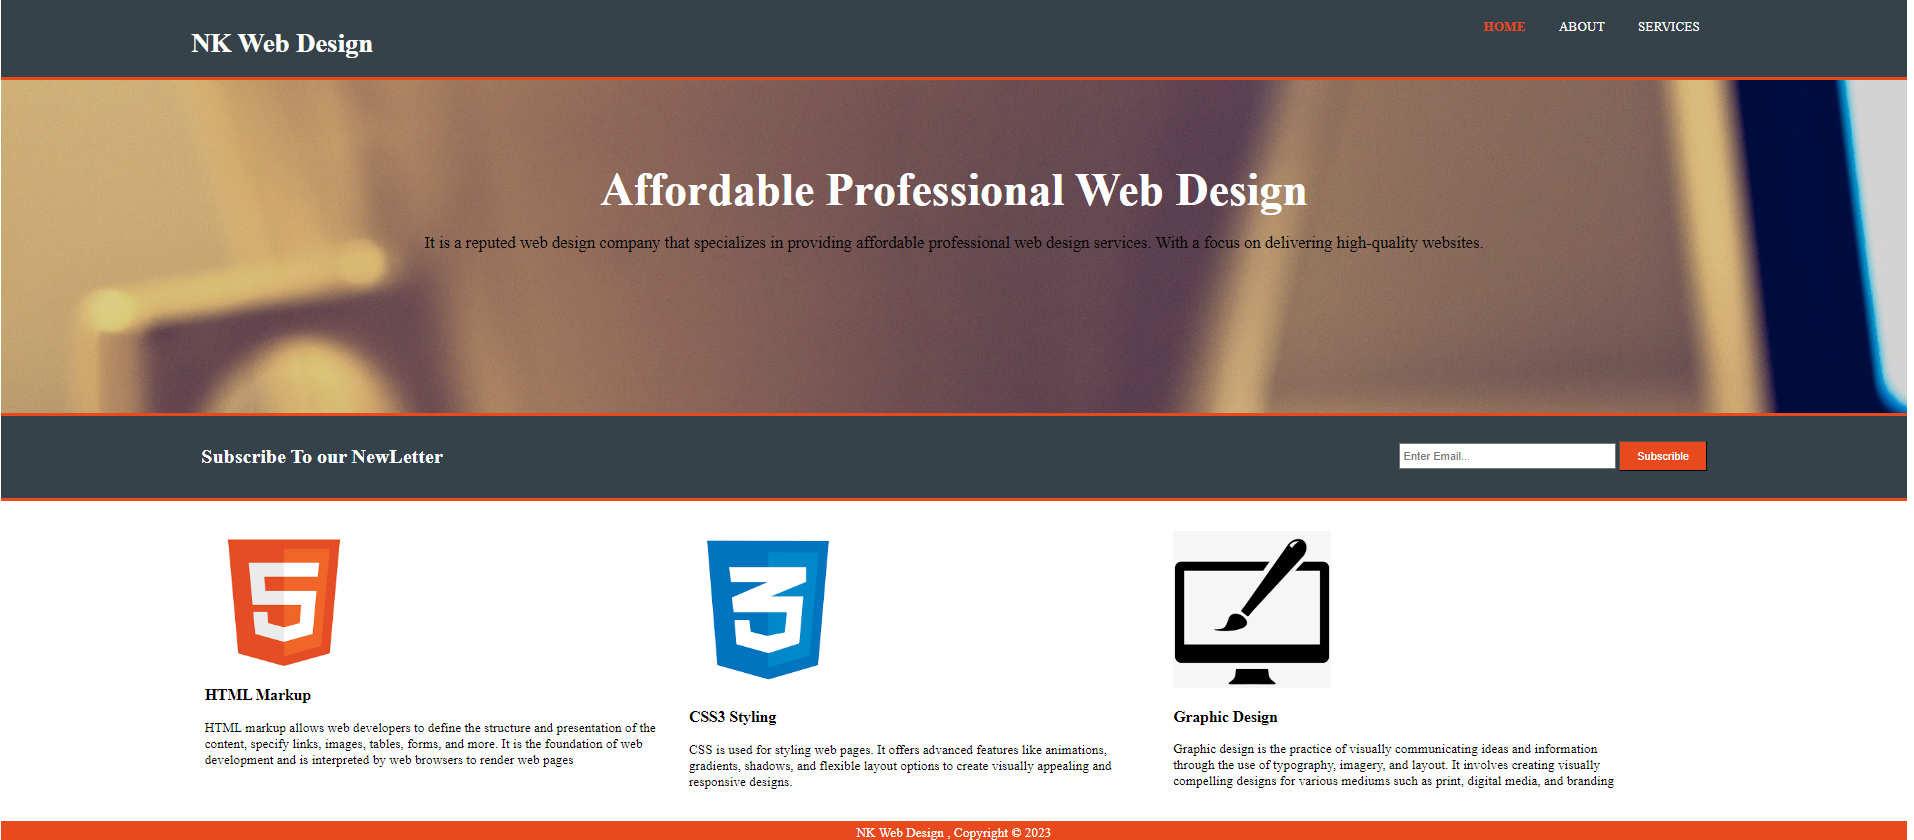 NK Web Design
HOME ABOUT SERVICES
Affordable Professional Web Design
It is a reputed web design company that specializes in providing affordable professional web design services. With a focus on delivering high-quality websites.
Subscribe To our NewLetter
Enter Email...
Subscrible
5
HTML Markup
HTML markup allows web developers to define the structure and presentation of the
content, specify links, images, tables, forms, and more. It is the foundation of web
development and is interpreted by web browsers to render web pages
3
CSS3 Styling
CSS is used for styling web pages. It offers advanced features like animations,
gradients, shadows, and flexible layout options to create visually appealing and
responsive designs.
Graphic Design
Graphic design is the practice of visually communicating ideas and information
through the use of typography, imagery, and layout. It involves creating visually
compelling designs for various mediums such as print, digital media, and branding
NK Web Design , Copyright © 2023